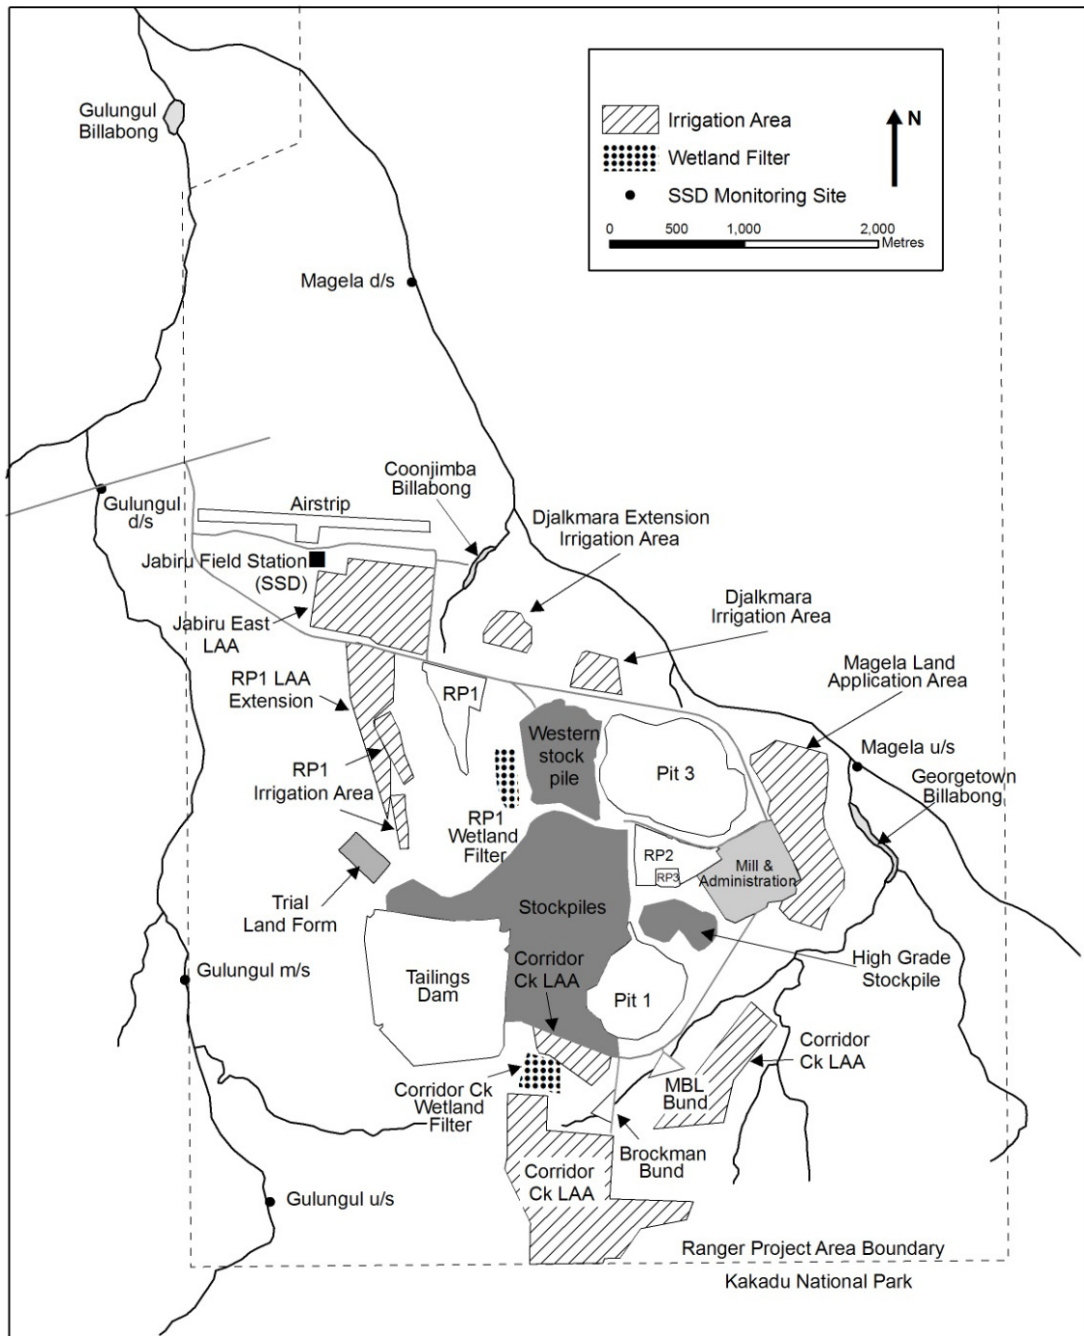 Gulungul
Billabong
Irrigation Area
N
Wetland Filter
SSD Monitoring Site
0 500 1,000 2,000
Metres
Magela d/s
Coonjimba
Billabong
Gulungul
d/s
Airstrip
Djalkmara Extension
Irrigation Area
Jabiru Field Station
(SSD)
Djalkmara
Irrigation Area
Jabiru East
LAA
Magela Land
Application Area
RP1 LAA
Extension
RP1
Western
stock
pile
Magela u/s
Pit 3
Georgetown
Billabong
RP1
Irrigation Area
RP1
Wetland
Filter
RP2
RP3
Mill &
Administration
Trial
Land Form
Stockpiles
High Grade
Stockpile
Gulungul m/s
Tailings
Dam
Corridor
Ck LAA
Pit 1
Corridor
Ck LAA
MBL
Bund
Corridor Ck
Wetland
Filter
Brockman
Bund
Corridor
Ck LAA
Gulungul u/s
Ranger Project Area Boundary
Kakadu National Park